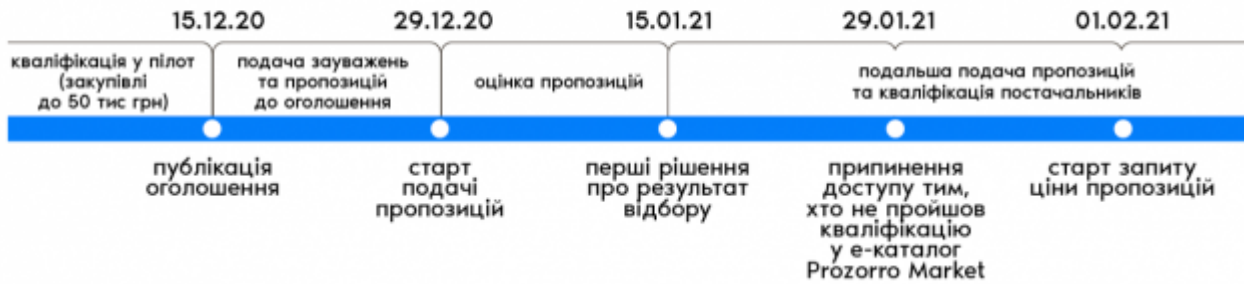 15.12.20
29.12.20
15.01.21
29.01.21
01.02.21
кваліфікація у пілот
(закупівлі
до 50 тис грн)
подача зауважень
та пропозицій
до оголошення
оцінка пропозицій
подальша подача пропозицій
та кваліфікація постачальників
публікація
оголошення
старт
подачі
пропозицій
перші рішення
про результат
відбору
припинення
доступу тим,
хто не пройшов
кваліфікацію
у е-каталог
Prozorro Market
старт запиту
ціни пропозицій